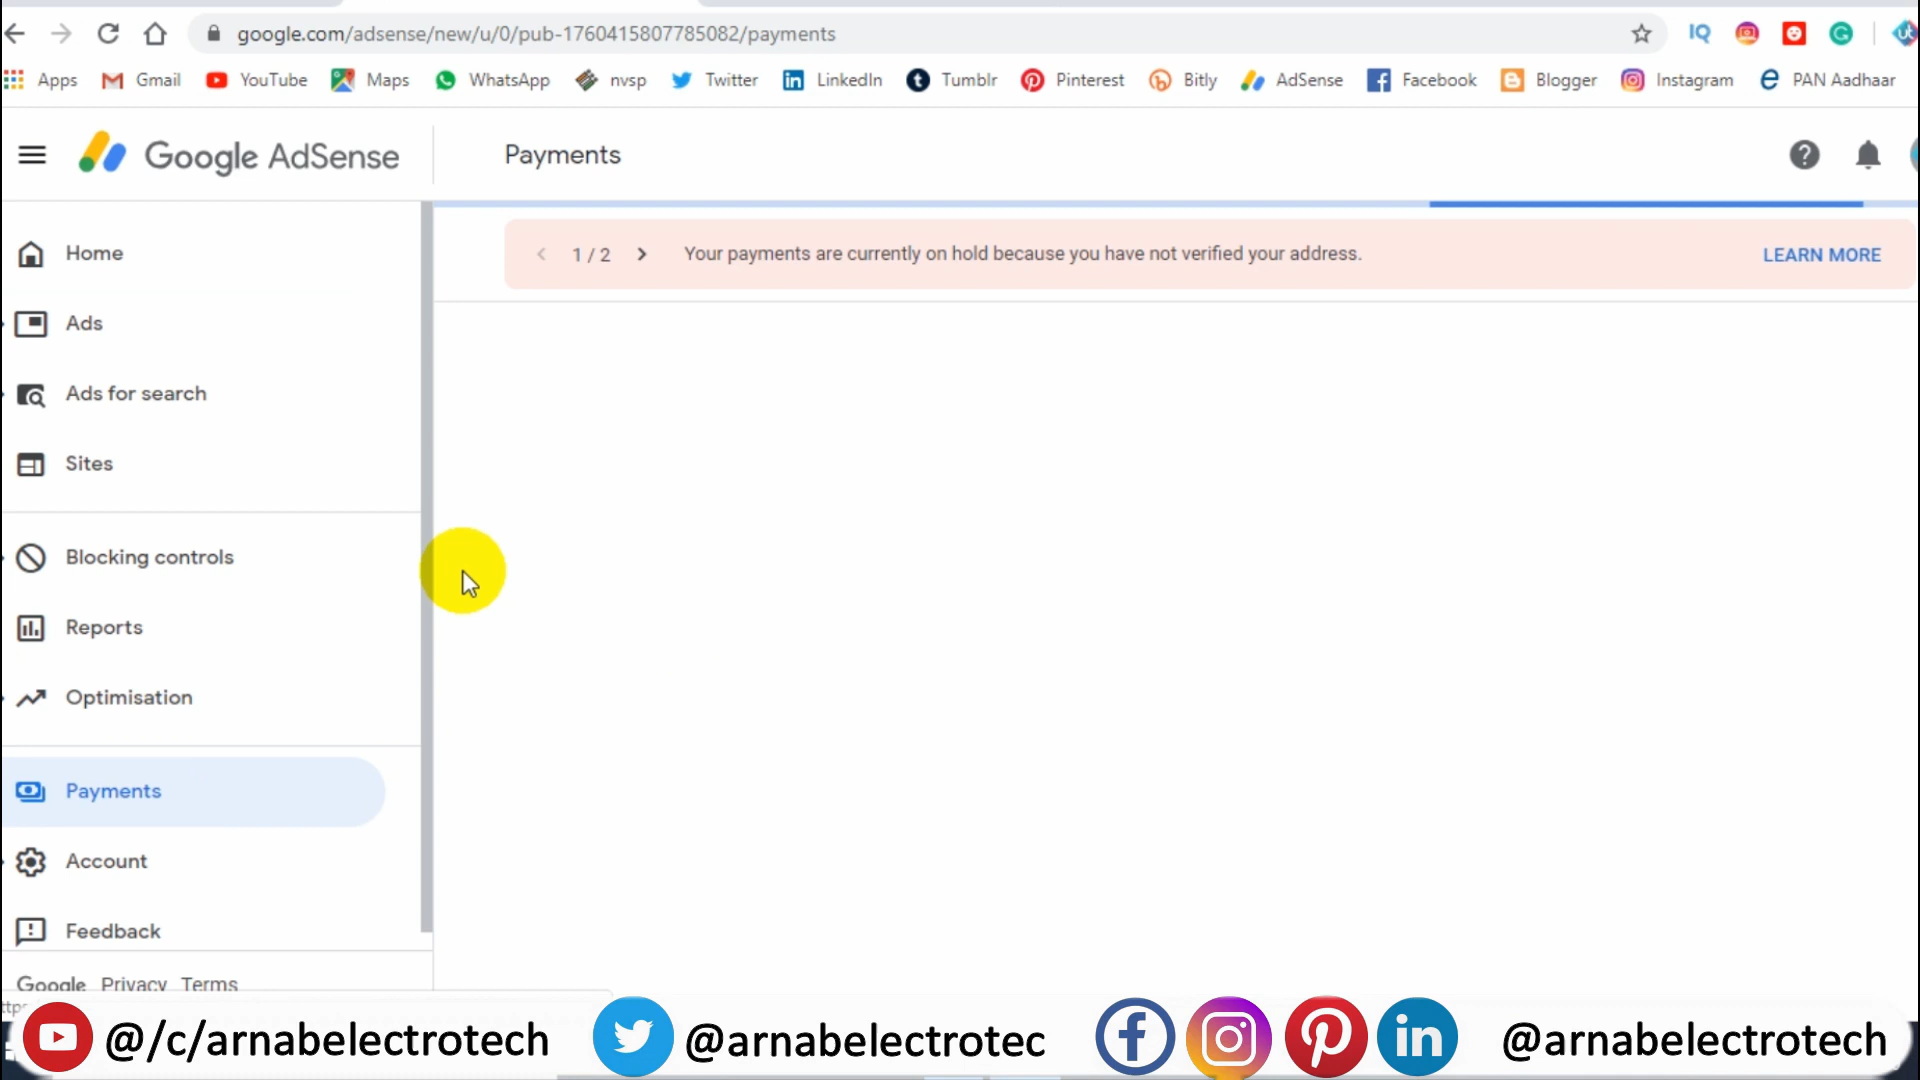 google.com/adsense/new/u/0/pub-1760415807785082/payments
IQ
Apps Gmail YouTube Maps WhatsApp nvsp Twitter LinkedIn Tumblr Pinterest Bitly AdSense Facebook Blogger Instagram PAN Aadhaar
Google AdSense
Payments
1 / 2
Your payments are currently on hold because you have not verified your address.
LEARN MORE
Home
Ads
Ads for search
Sites
Blocking controls
Reports
Optimisation
Payments
Account
Feedback
Google Privacy Terms
@/c/arnabelectrotech @arnabelectrotec @arnabelectrotech